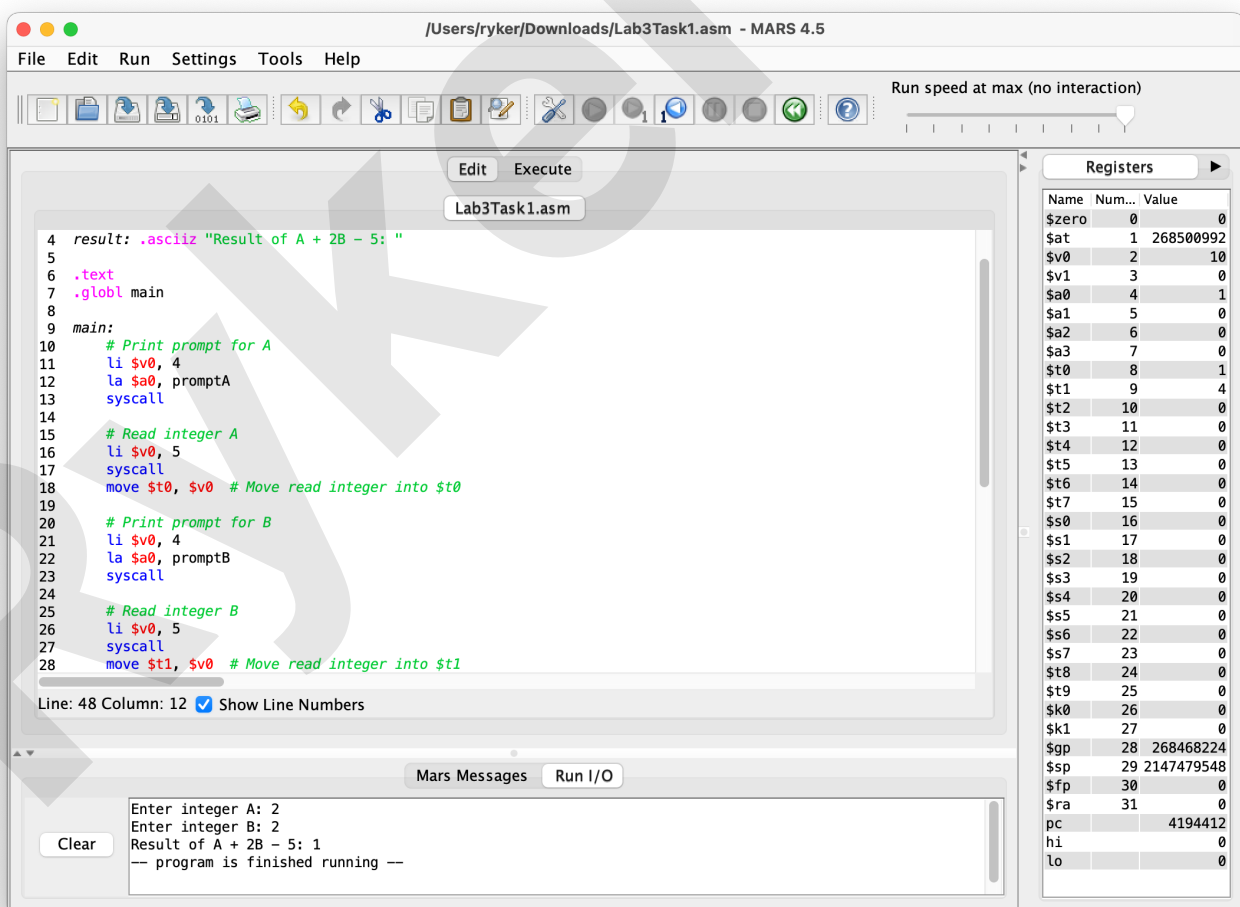 /Users/ryker/Downloads/Lab3Task1.asm - MARS 4.5
File Edit Run Settings Tools Help
Run speed at max (no interaction)
0101
1
1
Edit Execute
Lab3Task1.asm
4 result: .asciiz "Result of A + 2B - 5: "
5
6 .text
7 .globl main
8
9 main:
10 # Print prompt for A
11 li $v0, 4
12 la $a0, promptA
13 syscall
14
15 # Read integer A
16 li $v0, 5
17 syscall
18 move $t0, $v0 # Move read integer into $t0
19
20 # Print prompt for B
21 li $v0, 4
22 la $a0, promptB
23 syscall
24
25 # Read integer B
26 li $v0, 5
27 syscall
28 move $t1, $v0 # Move read integer into $t1
Line: 48 Column: 12 Show Line Numbers
Mars Messages Run I/O
Clear
Enter integer A: 2
Enter integer B: 2
Result of A + 2B - 5: 1
-- program is finished running --
Registers
Name Num... Value
$zero 0 0
$at 1 268500992
$v0 2 10
$v1 3 0
$a0 4 1
$a1 5 0
$a2 6 0
$a3 7 0
$t0 8 1
$t1 9 4
$t2 10 0
$t3 11 0
$t4 12 0
$t5 13 0
$t6 14 0
$t7 15 0
$s0 16 0
$s1 17 0
$s2 18 0
$s3 19 0
$s4 20 0
$s5 21 0
$s6 22 0
$s7 23 0
$t8 24 0
$t9 25 0
$k0 26 0
$k1 27 0
$gp 28 268468224
$sp 29 2147479548
$fp 30 0
$ra 31 0
pc 4194412
hi 0
lo 0
Ryker